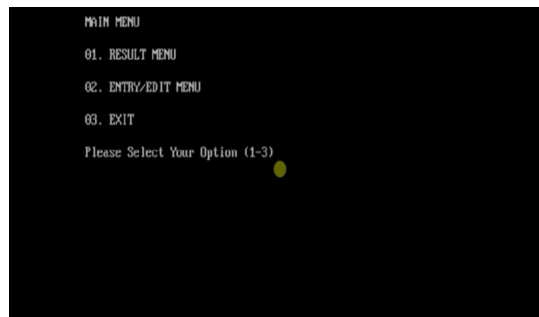 MAIN MENU
01. RESULT MENU
02. ENTRY/EDIT MENU
03. EXIT
Please Select Your Option (1-3)